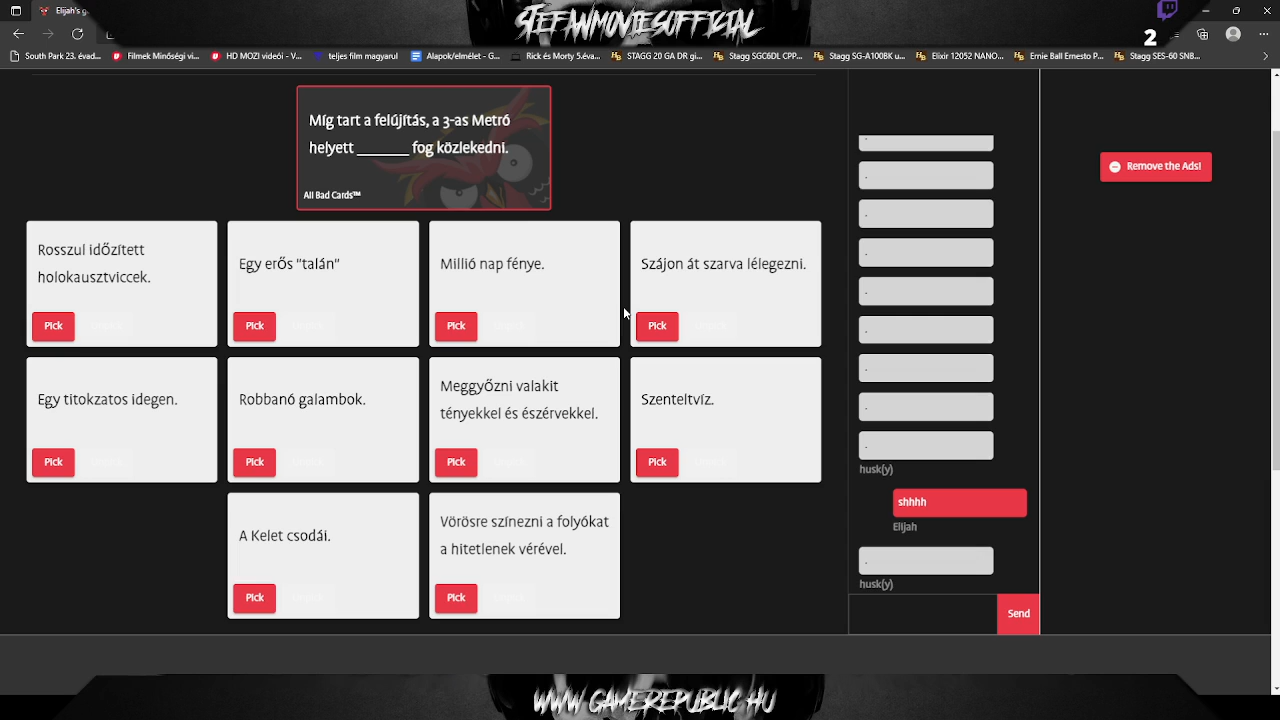 Elijah's g
STEFANMOVIESOFFICIAL
2
South Park 23. évad...
Filmek Minőségi vi...
HD MOZI videói - V...
teljes film magyarul
Alapok/elmélet - G...
Rick és Morty 5.éva...
STAGG 20 GA DR gi...
Stagg SGC6DL CPP...
Stagg SG-A100BK u...
Elixir 12052 NANO...
Ernie Ball Ernesto P...
Stagg SES-60 SNB...
Míg tart a felújítás, a 3-as Metró
helyett ______ fog közlekedni.
All Bad Cards™
Remove the Ads!
Rosszul időzített
holokausztviccek.
Pick
Egy erős "talán"
Pick
Millió nap fénye.
Pick
Szájon át szarva lélegezni.
Pick
Egy titokzatos idegen.
Pick
Robbanó galambok.
Pick
Meggyőzni valakit
tényekkel és észérvekkel.
Pick
Szenteltvíz.
Pick
A Kelet csodái.
Pick
Vörösre színezni a folyókat
a hitetlenek vérével.
Pick
.
.
.
.
.
.
.
.
.
husk(y)
shhhh
Elijah
.
husk(y)
Send
WWW GAMEREPUBLIC HU